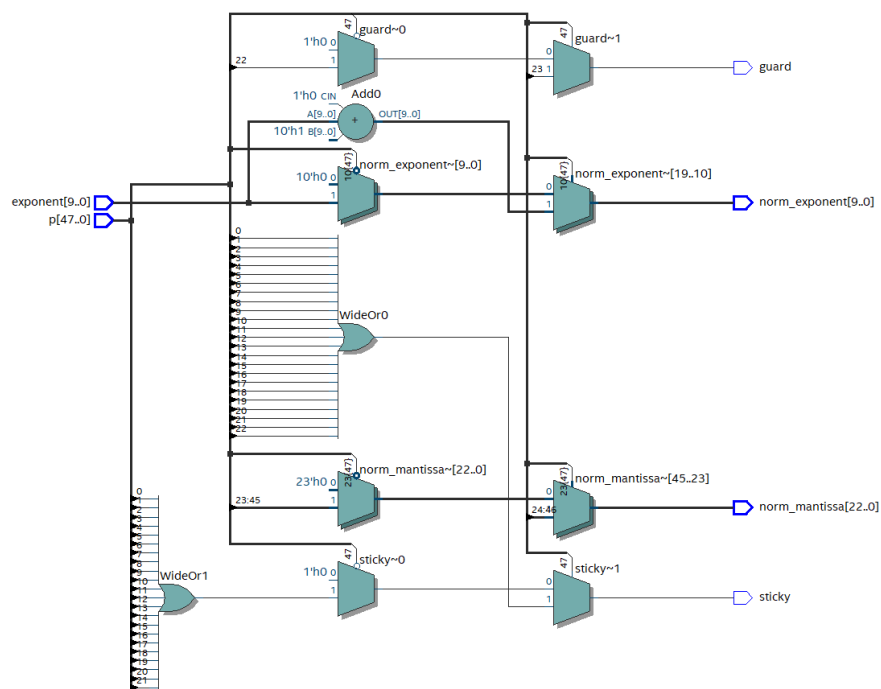 47
guard~0
1'h0 0
22
1
47
guard~1
0
23 1
guard
1'h0 CIN
Add0
A[9..0]
+
OUT[9..0]
10'h1 B[9..0]
10{47}
norm_exponent~[9..0]
10'h0 0
1
10{47}
norm_exponent~[19..10]
0
1
exponent[9..0]
p[47..0]
norm_exponent[9..0]
0
1
2
3
4
5
6
7
8
9
10
11
12
13
14
15
16
17
18
19
20
21
22
WideOr0
23{47}
norm_mantissa~[22..0]
23'h0 0
23:45
1
23{47}
norm_mantissa~[45..23]
0
24:46
1
norm_mantissa[22..0]
0
1
2
3
4
5
6
7
8
9
10
11
12
13
14
15
16
17
18
19
20
21
WideOr1
47
sticky~0
1'h0 0
1
47
sticky~1
0
1
sticky